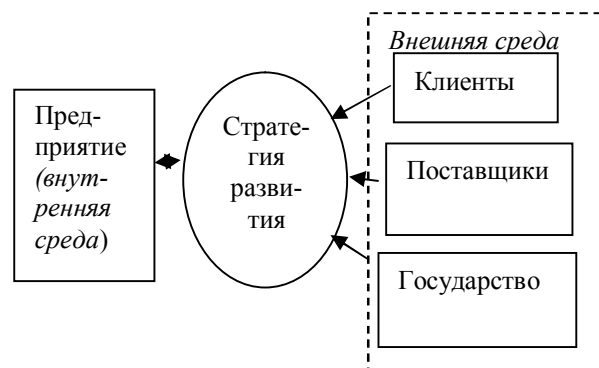 Пред-
приятие
(внут-
ренняя
среда)
Страте-
гия
разви-
тия
Внешняя среда
Клиенты
Поставщики
Государство